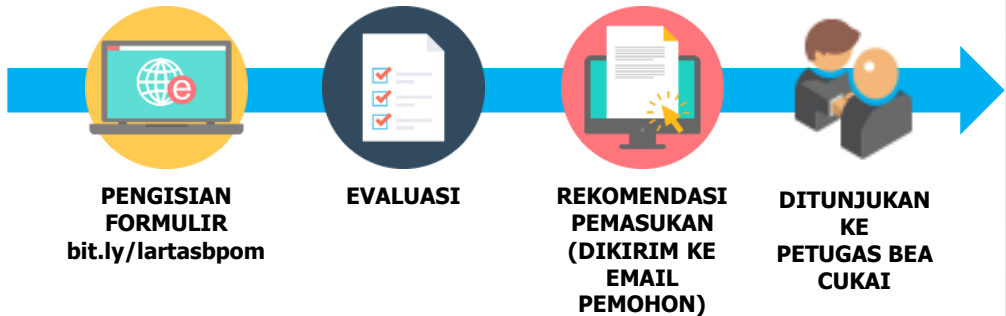 PENGISIAN
FORMULIR
bit.ly/lartasbpom
EVALUASI
REKOMENDASI
PEMASUKAN
(DIKIRIM KE
EMAIL
PEMOHON)
DITUNJUKAN
KE
PETUGAS BEA
CUKAI